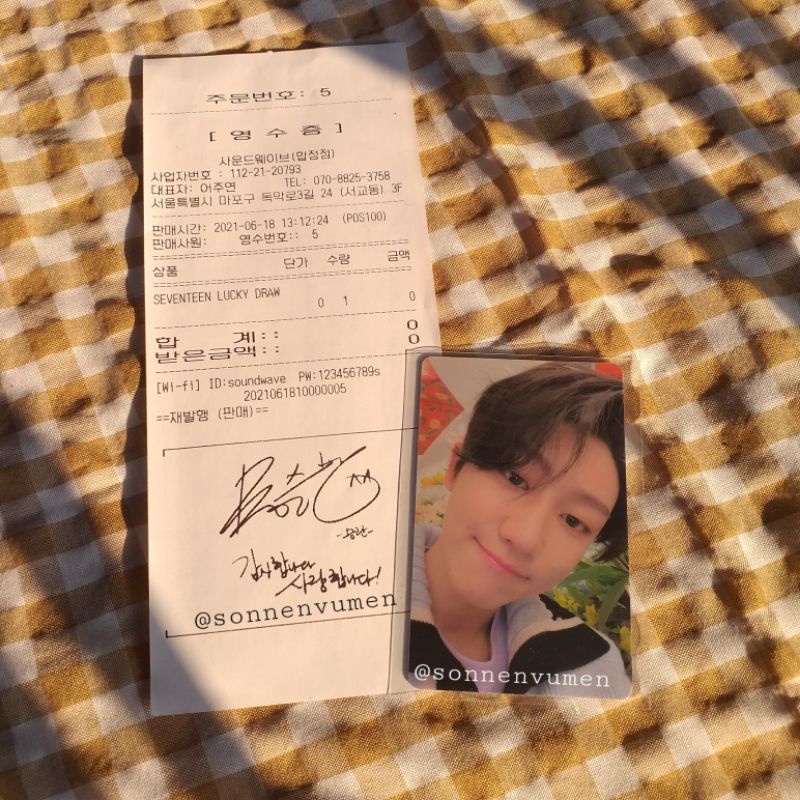 주문번호: 5
[ 영 수 증 ]
사운드웨이브(합정점)
사업자번호 : 112-21-20793
대표자: 어주연 TEL: 070-8825-3758
서울특별시 마포구 독막로3길 24 (서교동) 3F
판매시간: 2021-06-18 13:12:24 (POS100)
판매사원: 영수번호:: 5
상품 단가 수량 금액
SEVENTEEN LUCKY DRAW
0 1 0
합 계:: 0
받은금액:: 0
[Wi-fi] ID:soundwave PW:123456789s
2021061810000005
==재발행 (판매)==
감사합니다
사랑합니다!
@sonnenvumen
@sonnenvumen